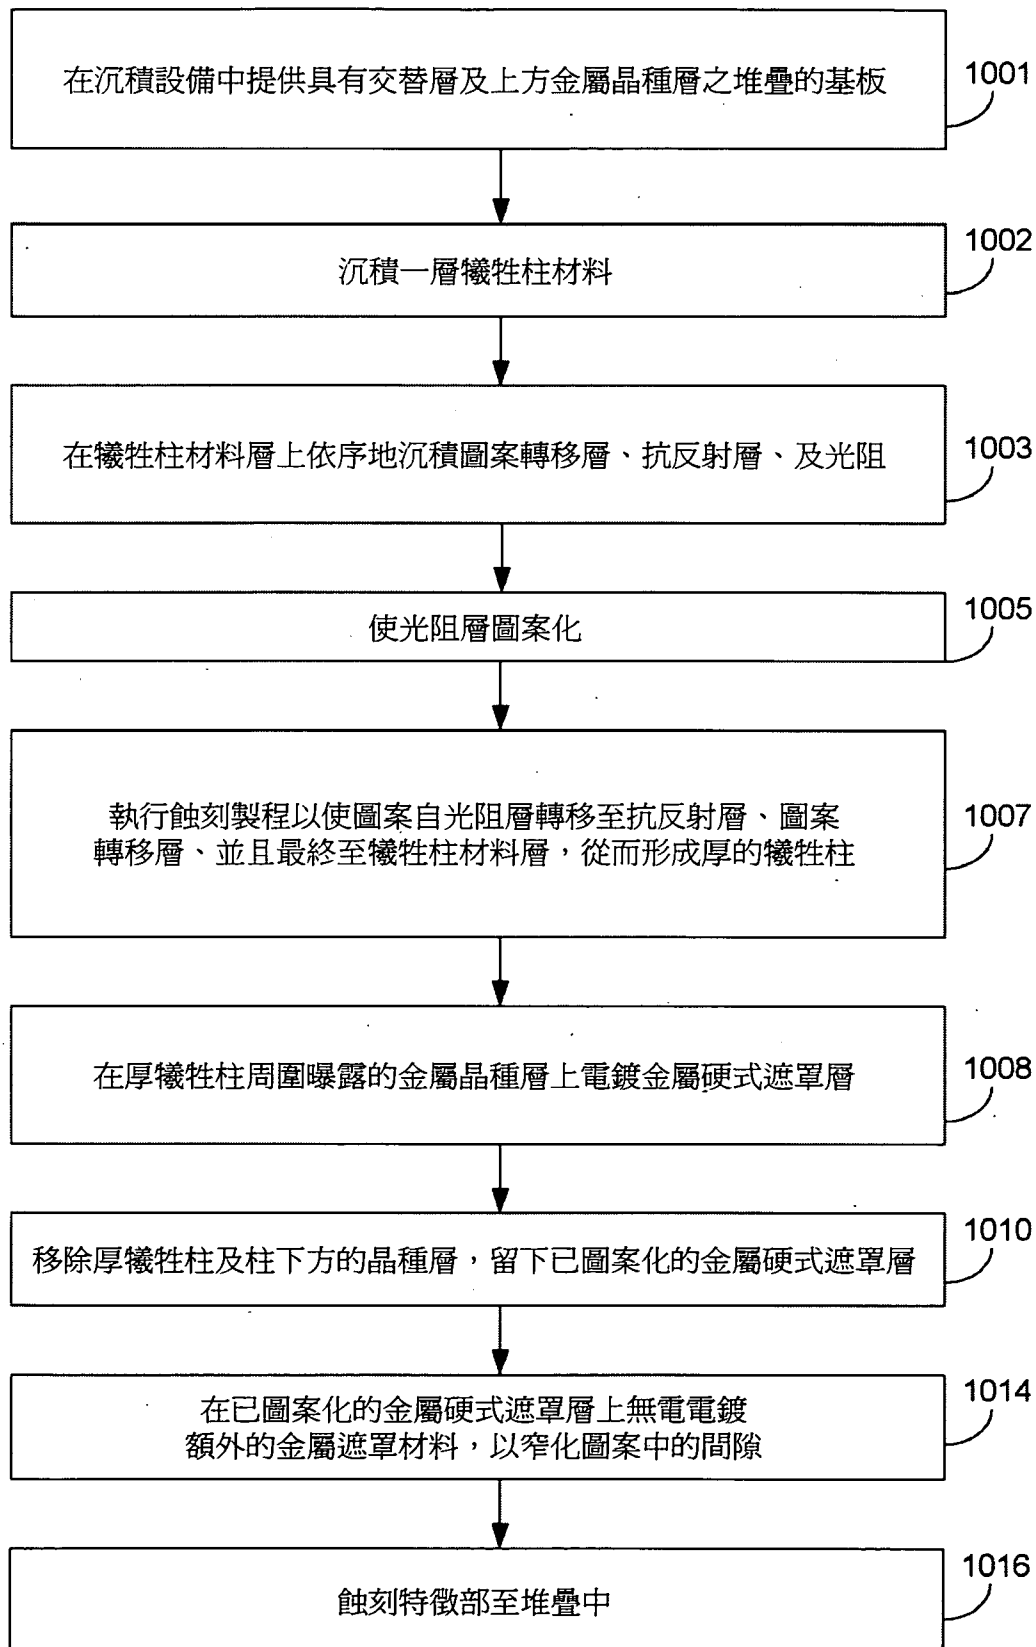 在沉積設備中提供具有交替層及上方金屬晶種層之堆疊的基板
1001
沉積一層犧牲柱材料
1002
在犧牲柱材料層上依序地沉積圖案轉移層、抗反射層、及光阻
1003
使光阻層圖案化
1005
執行蝕刻製程以使圖案自光阻層轉移至抗反射層、圖案
轉移層、並且最終至犧牲柱材料層，從而形成厚的犧牲柱
1007
在厚犧牲柱周圍曝露的金屬晶種層上電鍍金屬硬式遮罩層
1008
移除厚犧牲柱及柱下方的晶種層，留下已圖案化的金屬硬式遮罩層
1010
在已圖案化的金屬硬式遮罩層上無電電鍍
額外的金屬遮罩材料，以窄化圖案中的間隙
1014
蝕刻特徵部至堆疊中
1016